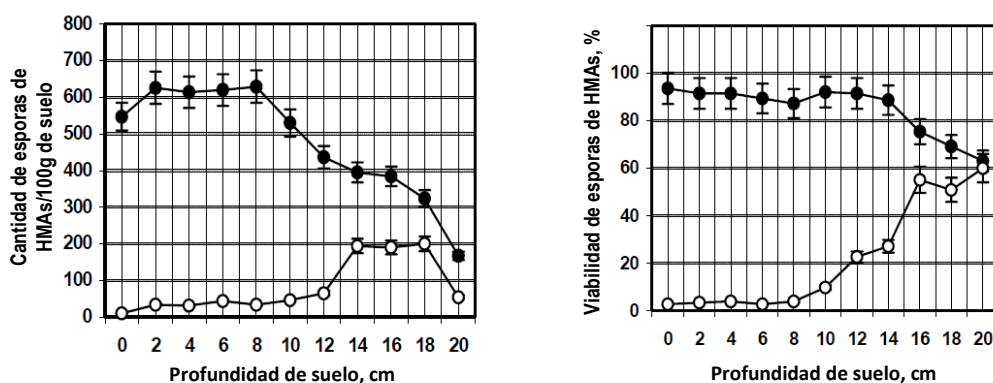 Cantidad de esporas de
HMAs/100g de suelo
800
700
600
500
400
300
200
100
0
0 2 4 6 8 10 12 14 16 18 20
Profundidad de suelo, cm
Viabilidad de esporas de HMAs, %
100
80
60
40
20
0
0 2 4 6 8 10 12 14 16 18 20
Profundidad de suelo, cm